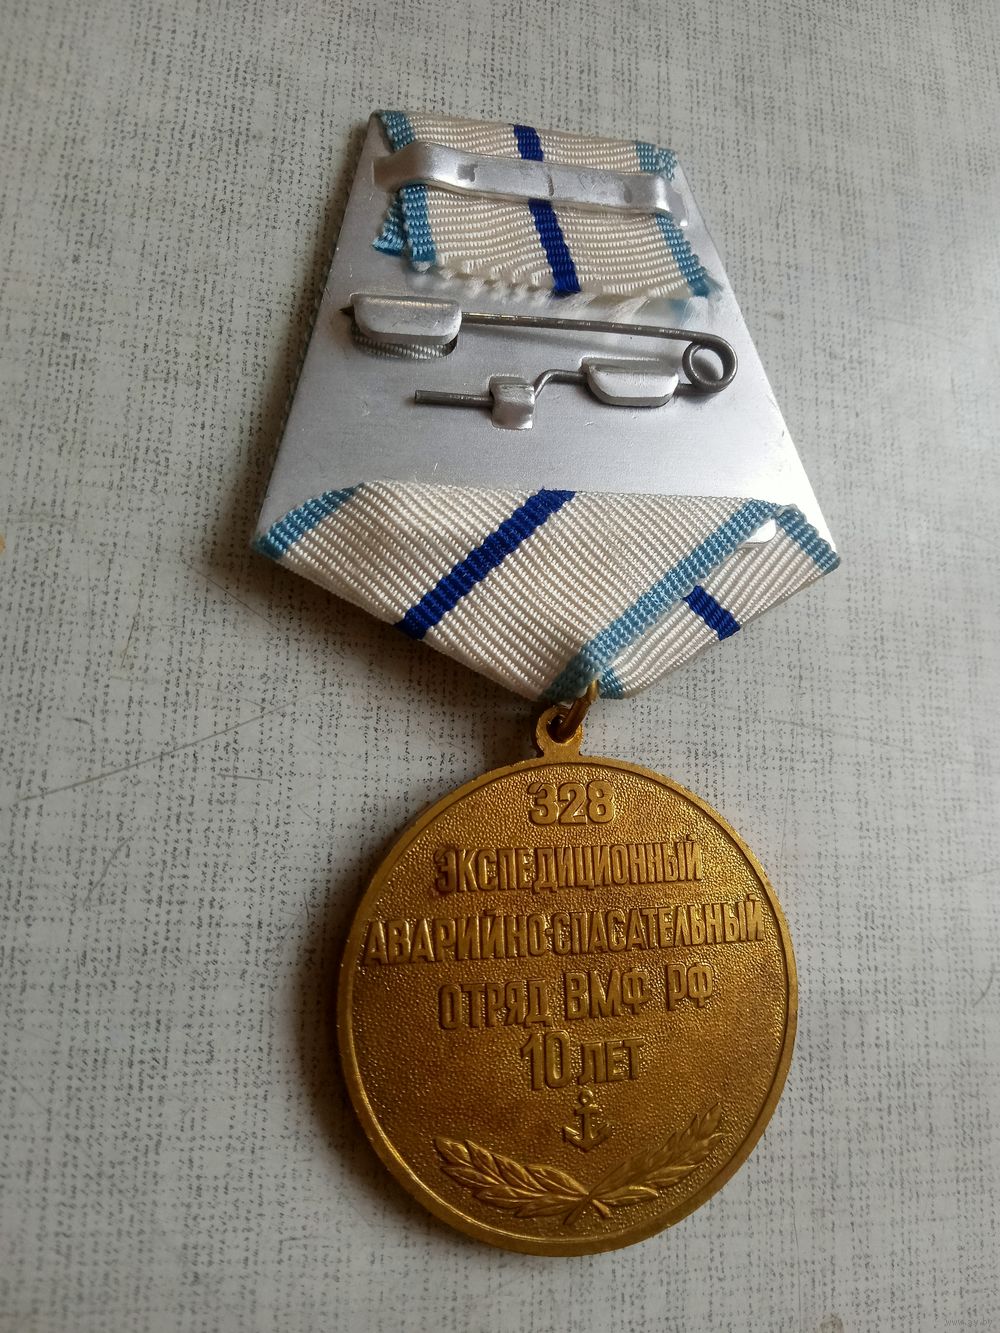 328
ЭКСПЕДИЦИОННЫЙ
АВАРИЙНО-СПАСАТЕЛЬНЫЙ
ОТРЯД ВМФ РФ
10 ЛЕТ